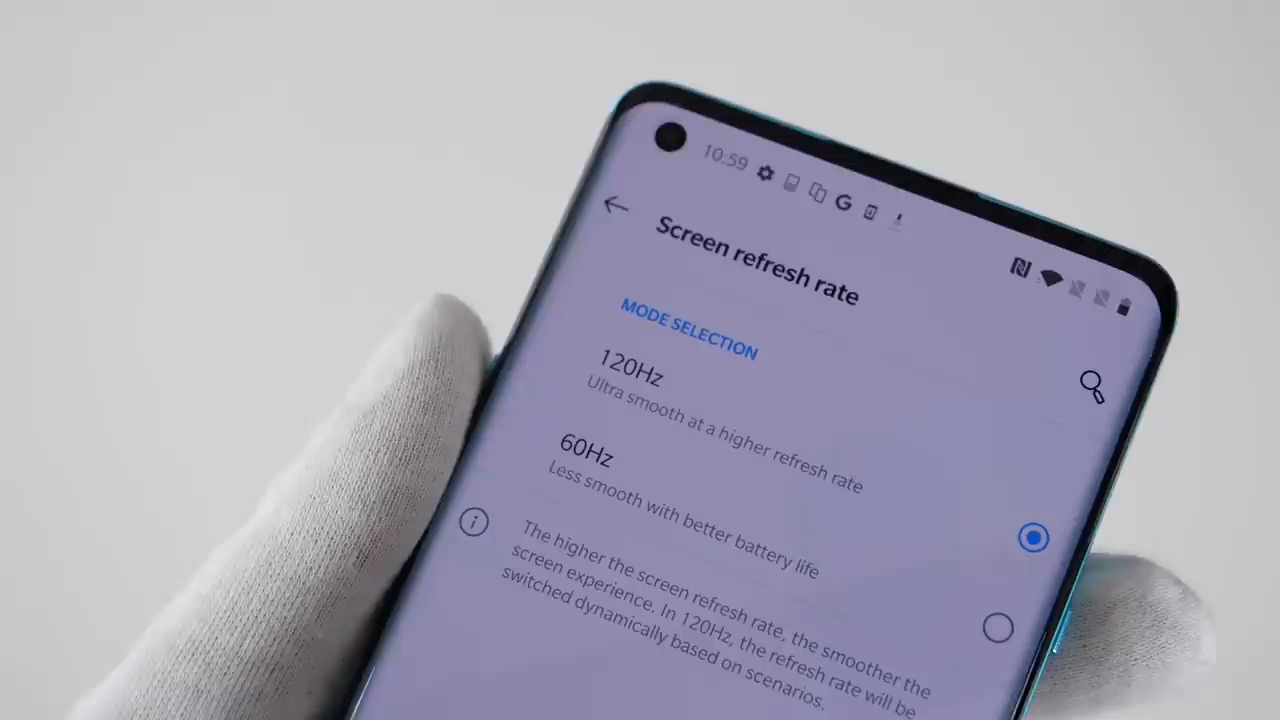 10:59
Screen refresh rate
MODE SELECTION
120Hz
Ultra smooth at a higher refresh rate
60Hz
Less smooth with better battery life
The higher the screen refresh rate, the smoother the
screen experience. In 120Hz, the refresh rate will be
switched dynamically based on scenarios.